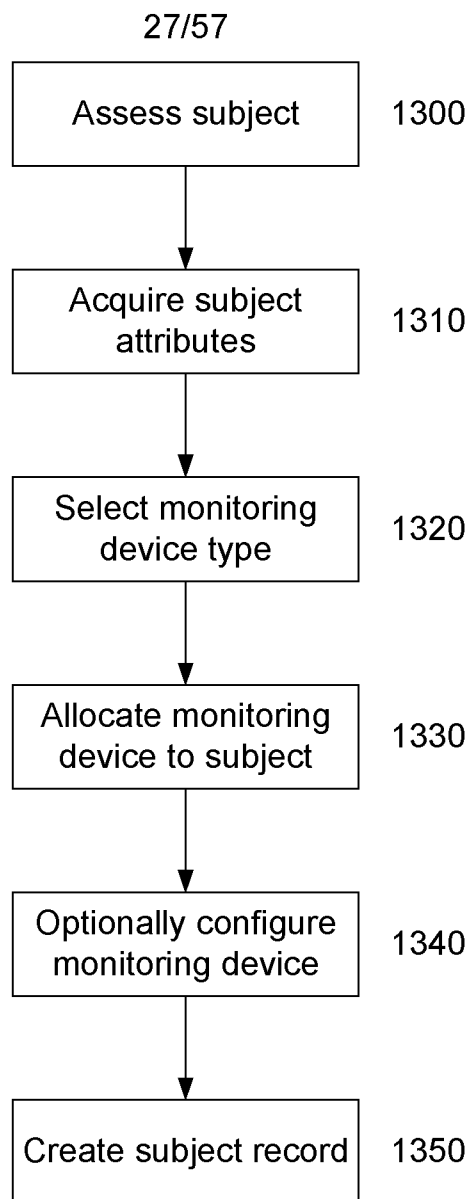 27/57
Assess subject
1300
Acquire subject
attributes
1310
Select monitoring
device type
1320
Allocate monitoring
device to subject
1330
Optionally configure
monitoring device
1340
Create subject record
1350